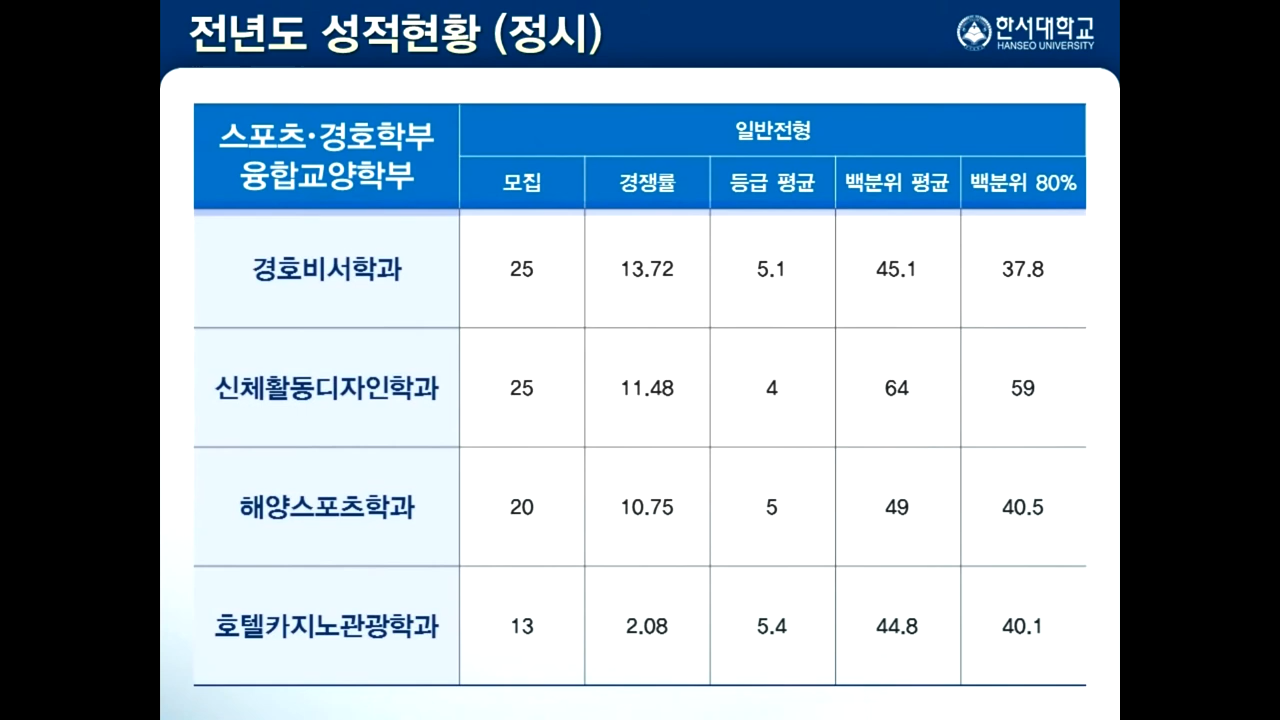 전년도 성적현황 (정시)
한서대학교
HANSEO UNIVERSITY
스포츠·경호학부
융합교양학부
일반전형
모집 경쟁률 등급 평균 백분위 평균 백분위 80%
경호비서학과 25 13.72 5.1 45.1 37.8
신체활동디자인학과 25 11.48 4 64 59
해양스포츠학과 20 10.75 5 49 40.5
호텔카지노관광학과 13 2.08 5.4 44.8 40.1